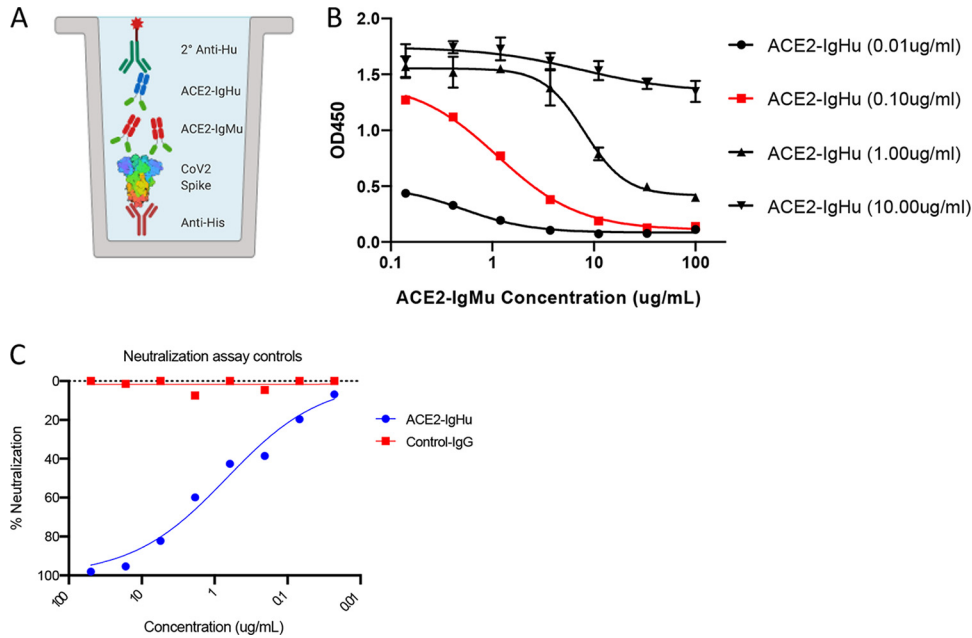 A
2° Anti-Hu
ACE2-IgHu
ACE2-IgMu
CoV2
Spike
Anti-His
B
2.0
1.5
1.0
0.5
0.0
OD450
0.1
1
10
100
ACE2-IgMu Concentration (ug/mL)
ACE2-IgHu (0.01ug/ml)
ACE2-IgHu (0.10ug/ml)
ACE2-IgHu (1.00ug/ml)
ACE2-IgHu (10.00ug/ml)
C
Neutralization assay controls
0
20
40
60
80
100
% Neutralization
100
10
1
0.1
0.01
Concentration (ug/mL)
ACE2-IgHu
Control-IgG